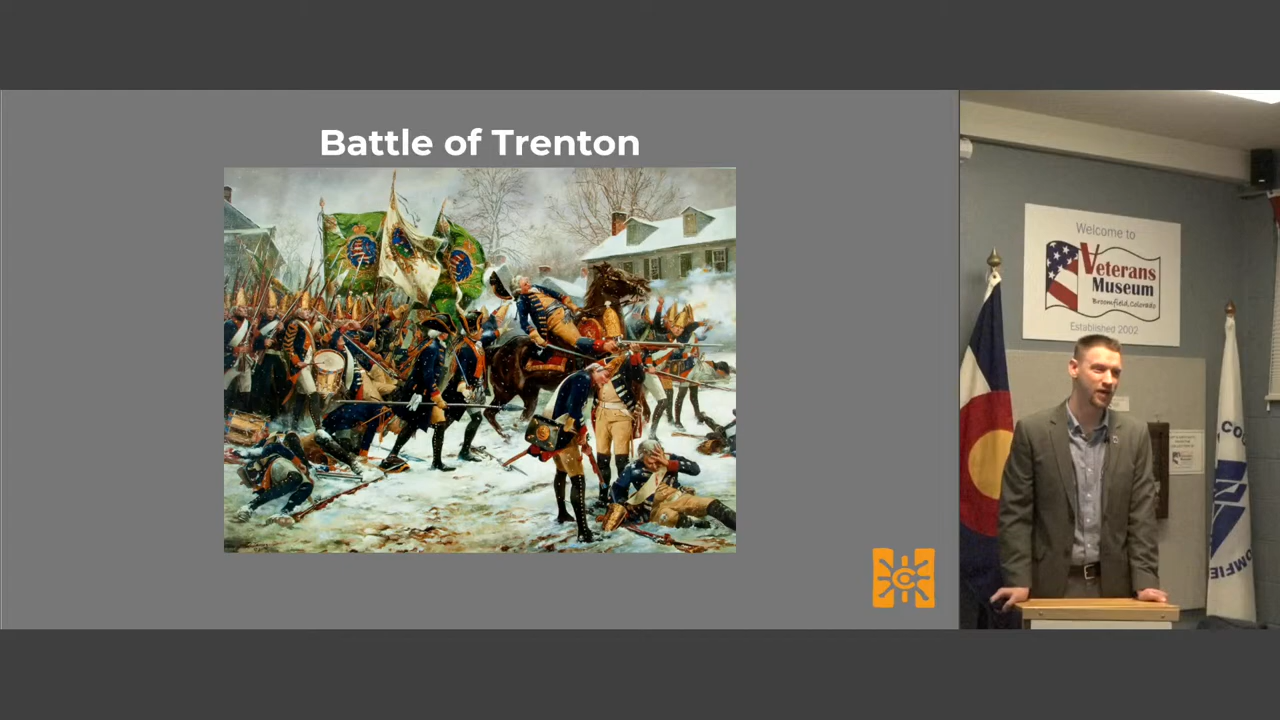 Battle of Trenton
Welcome to
Veterans
Museum
Broomfield, Colorado
Established 2002
C